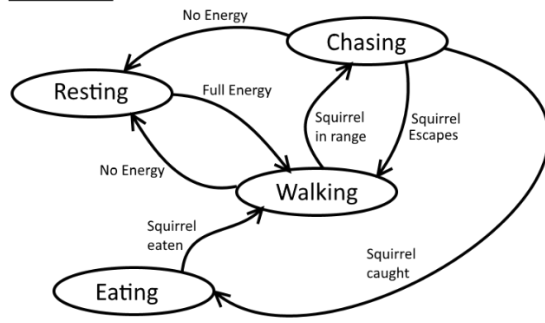 No Energy
Chasing
Resting
Full Energy
Squirrel
in range
Squirrel
Escapes
No Energy
Walking
Squirrel
eaten
Squirrel
caught
Eating